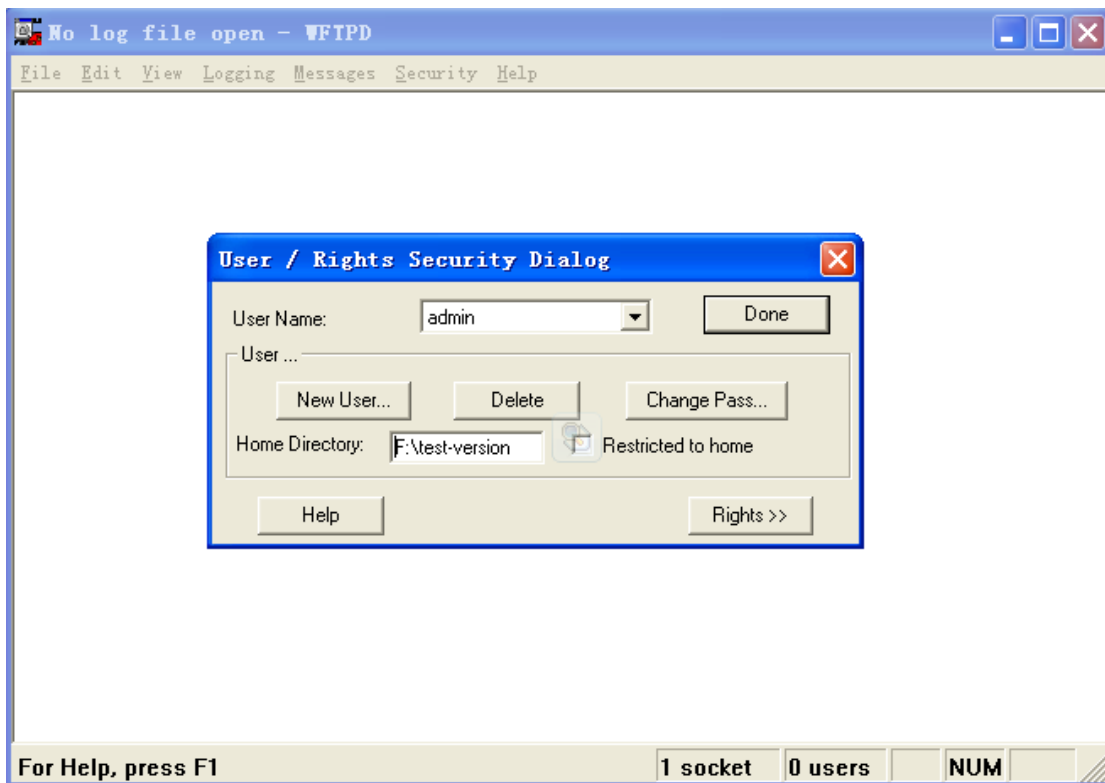 No log file open - WFTPD
File Edit View Logging Messages Security Help
User / Rights Security Dialog
User Name: admin Done
User ...
New User... Delete Change Pass...
Home Directory: F:\test-version Restricted to home
Help Rights >>
For Help, press F1 1 socket 0 users NUM